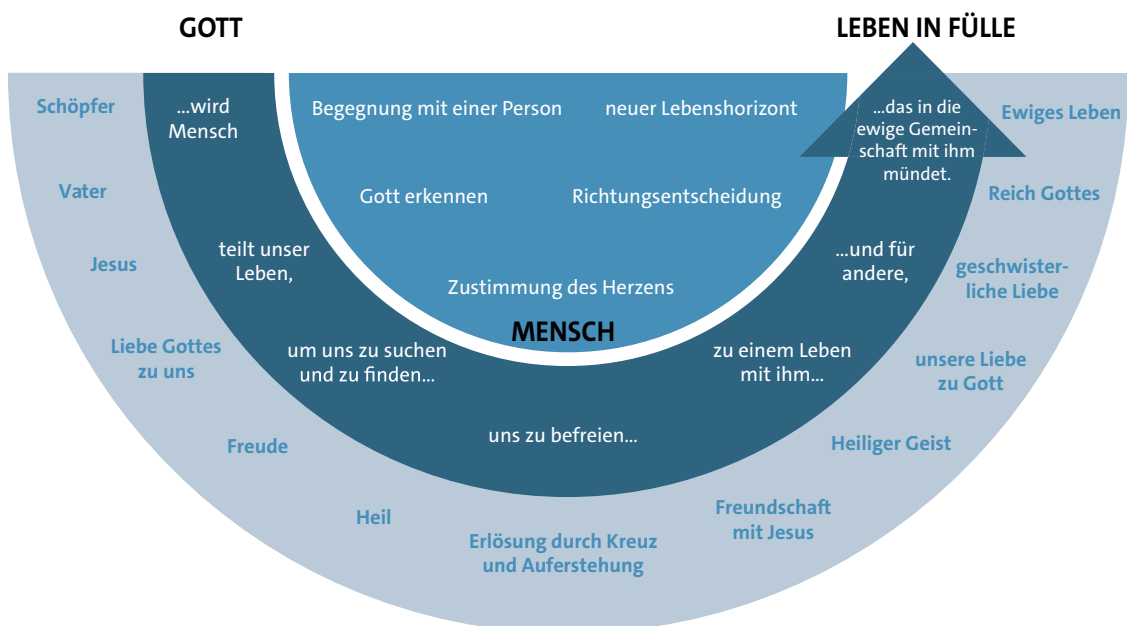 GOTT
LEBEN IN FÜLLE
Schöpfer
Vater
Jesus
Liebe Gottes
zu uns
Freude
Heil
Erlösung durch Kreuz
und Auferstehung
Freundschaft
mit Jesus
Heiliger Geist
unsere Liebe
zu Gott
geschwister-
liche Liebe
Reich Gottes
Ewiges Leben
...wird
Mensch
teilt unser
Leben,
um uns zu suchen
und zu finden...
uns zu befreien...
zu einem Leben
mit ihm...
...und für
andere,
...das in die
ewige Gemein-
schaft mit ihm
mündet.
Begegnung mit einer Person
neuer Lebenshorizont
Gott erkennen
Richtungsentscheidung
Zustimmung des Herzens
MENSCH